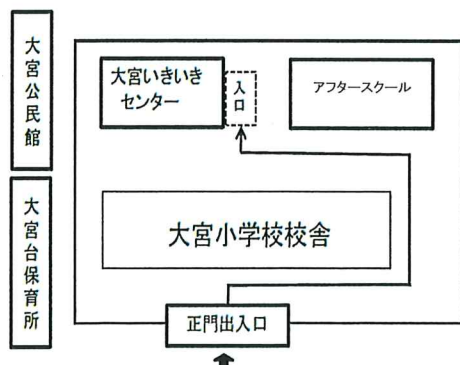 大宮公民館
大宮いきいき
センター
入口
アフタースクール
大宮台保育所
大宮小学校校舎
正門出入口